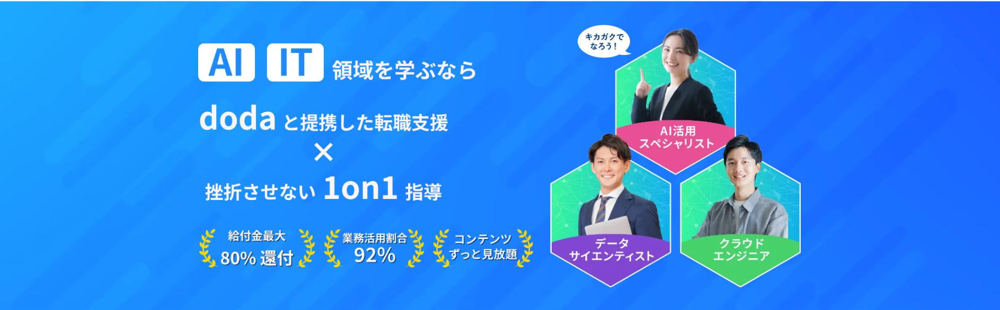 AI IT 領域を学ぶなら
doda と提携した転職支援
×
挫折させない 1on1 指導
給付金最大
80% 還付
業務活用割合
92%
コンテンツ
ずっと見放題
キカガクで
なろう!
AI活用
スペシャリスト
データ
サイエンティスト
クラウド
エンジニア